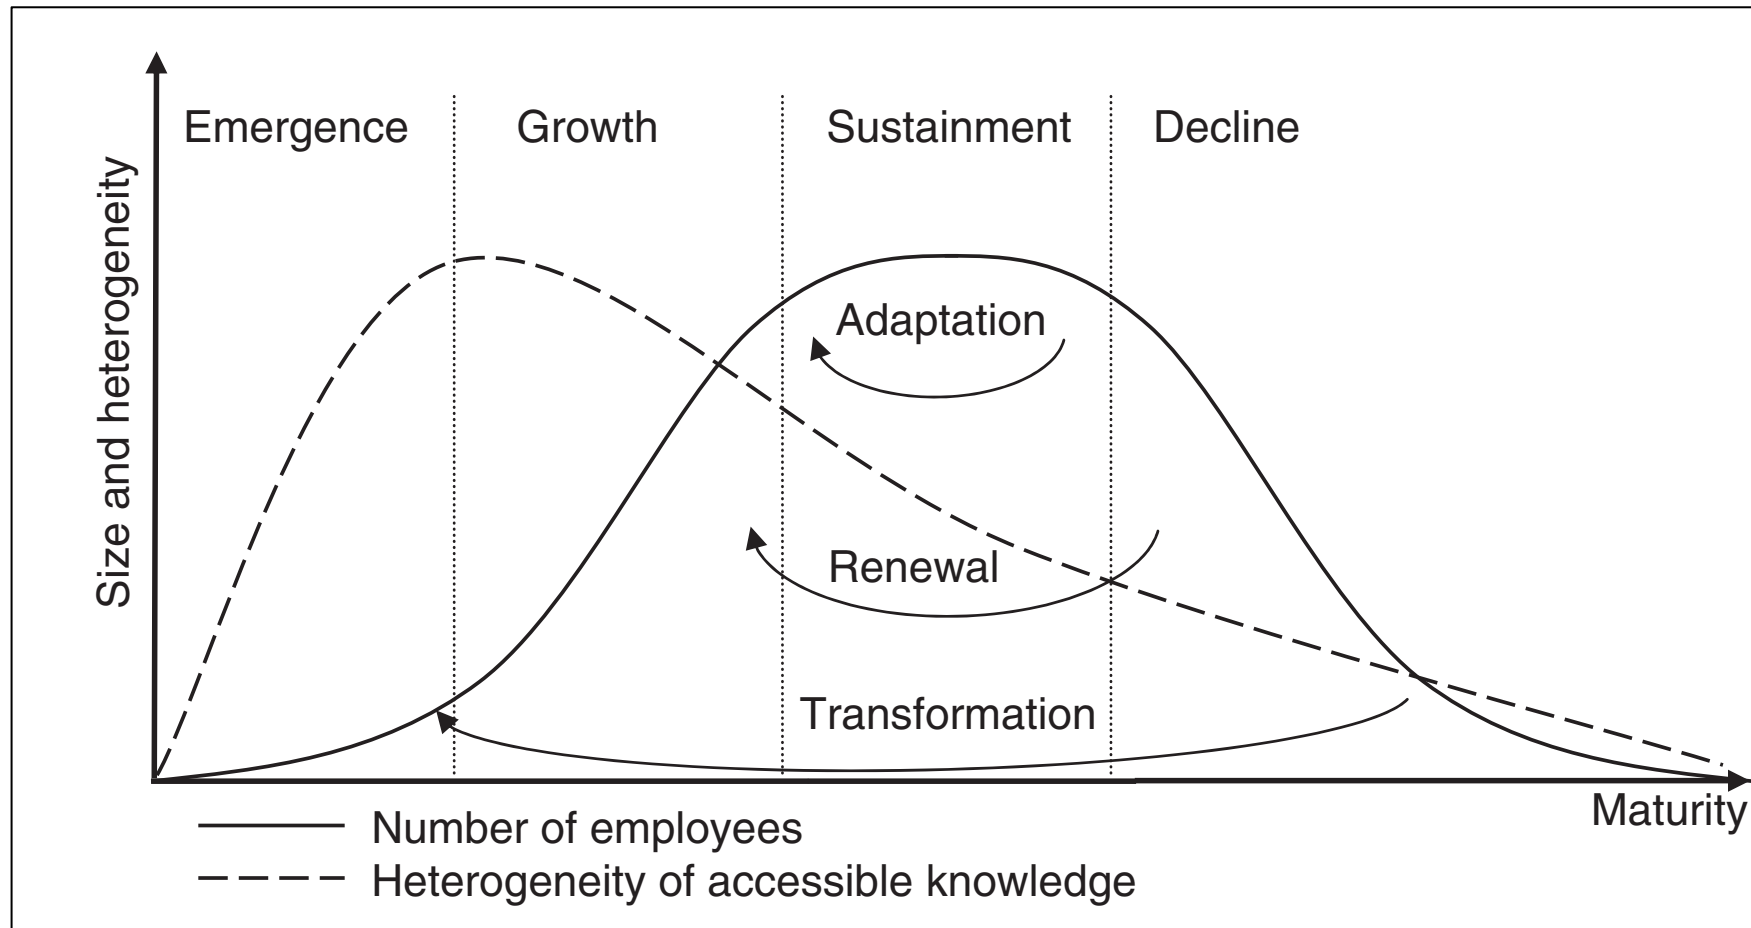 Emergence
Growth
Sustainment
Decline
Size and heterogeneity
Adaptation
Renewal
Transformation
Maturity
Number of employees
Heterogeneity of accessible knowledge